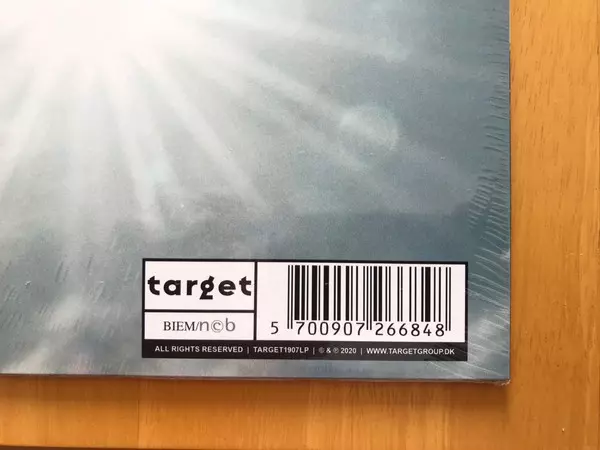 target
BIEM/n©b
5 700907 266848
ALL RIGHTS RESERVED | TARGET1907LP | © & ℗ 2020 | WWW.TARGETGROUP.DK